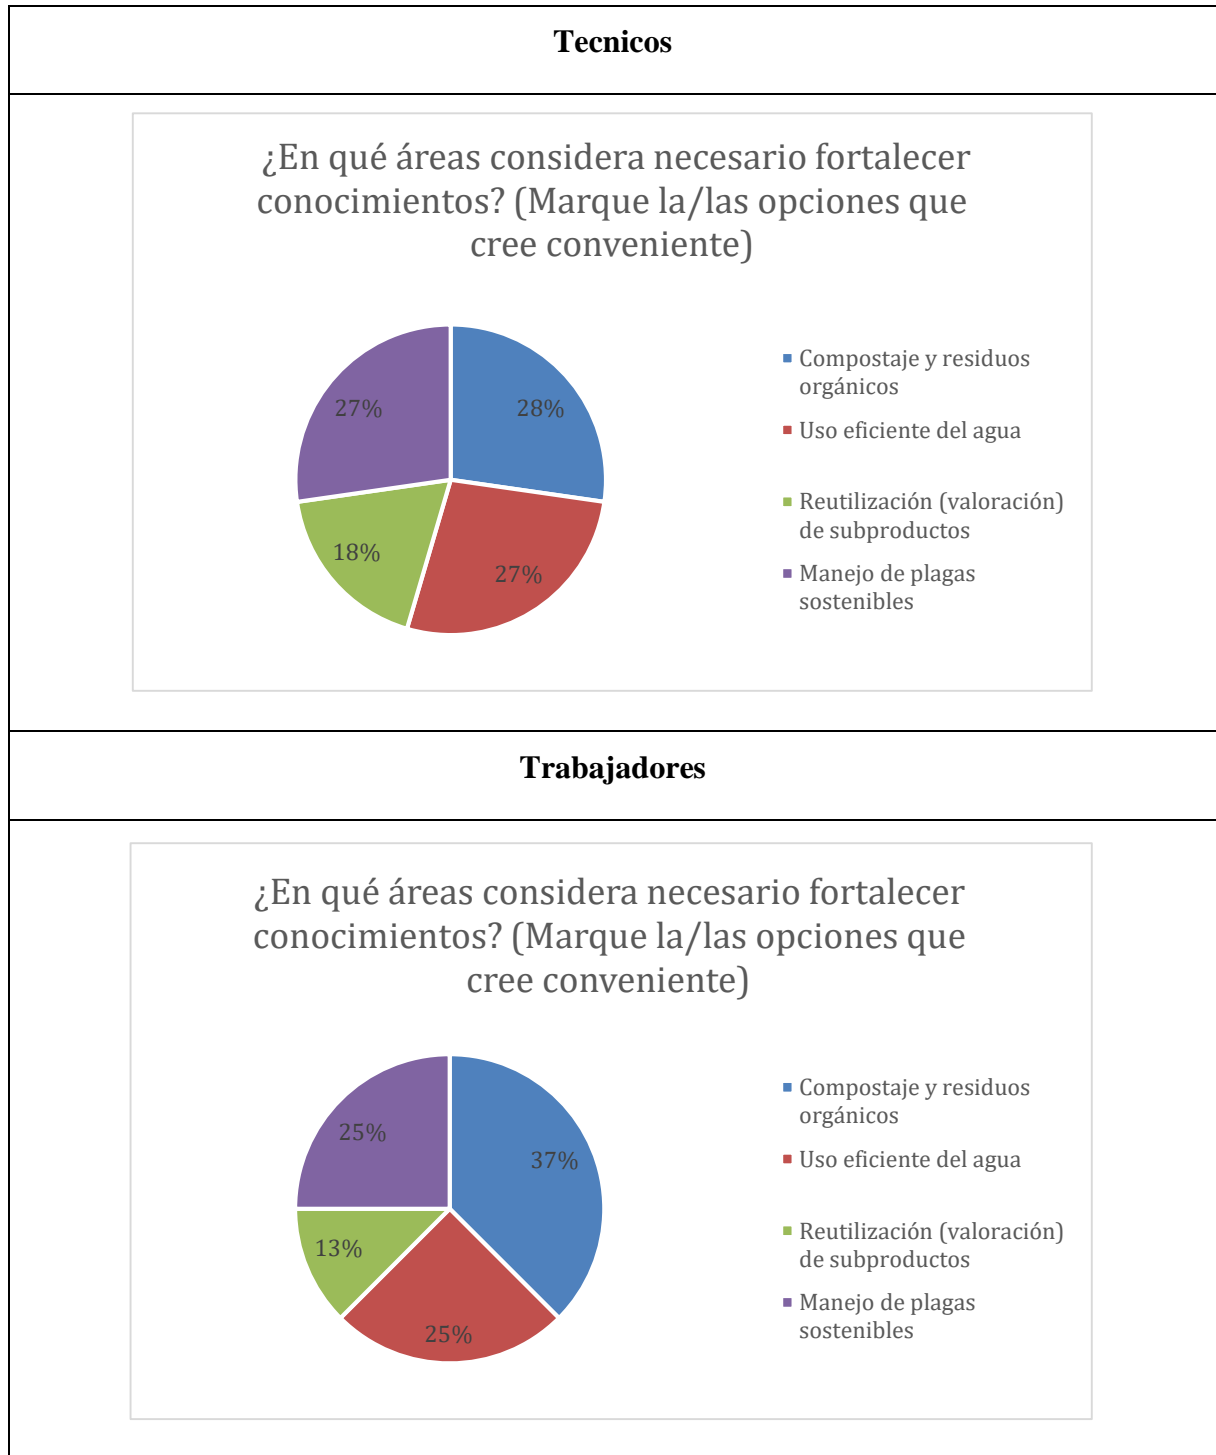 Tecnicos
¿En qué áreas considera necesario fortalecer
conocimientos? (Marque la/las opciones que
cree conveniente)
27%
28%
18%
27%
Compostaje y residuos
orgánicos
Uso eficiente del agua
Reutilización (valoración)
de subproductos
Manejo de plagas
sostenibles
Trabajadores
¿En qué áreas considera necesario fortalecer
conocimientos? (Marque la/las opciones que
cree conveniente)
25%
37%
13%
25%
Compostaje y residuos
orgánicos
Uso eficiente del agua
Reutilización (valoración)
de subproductos
Manejo de plagas
sostenibles